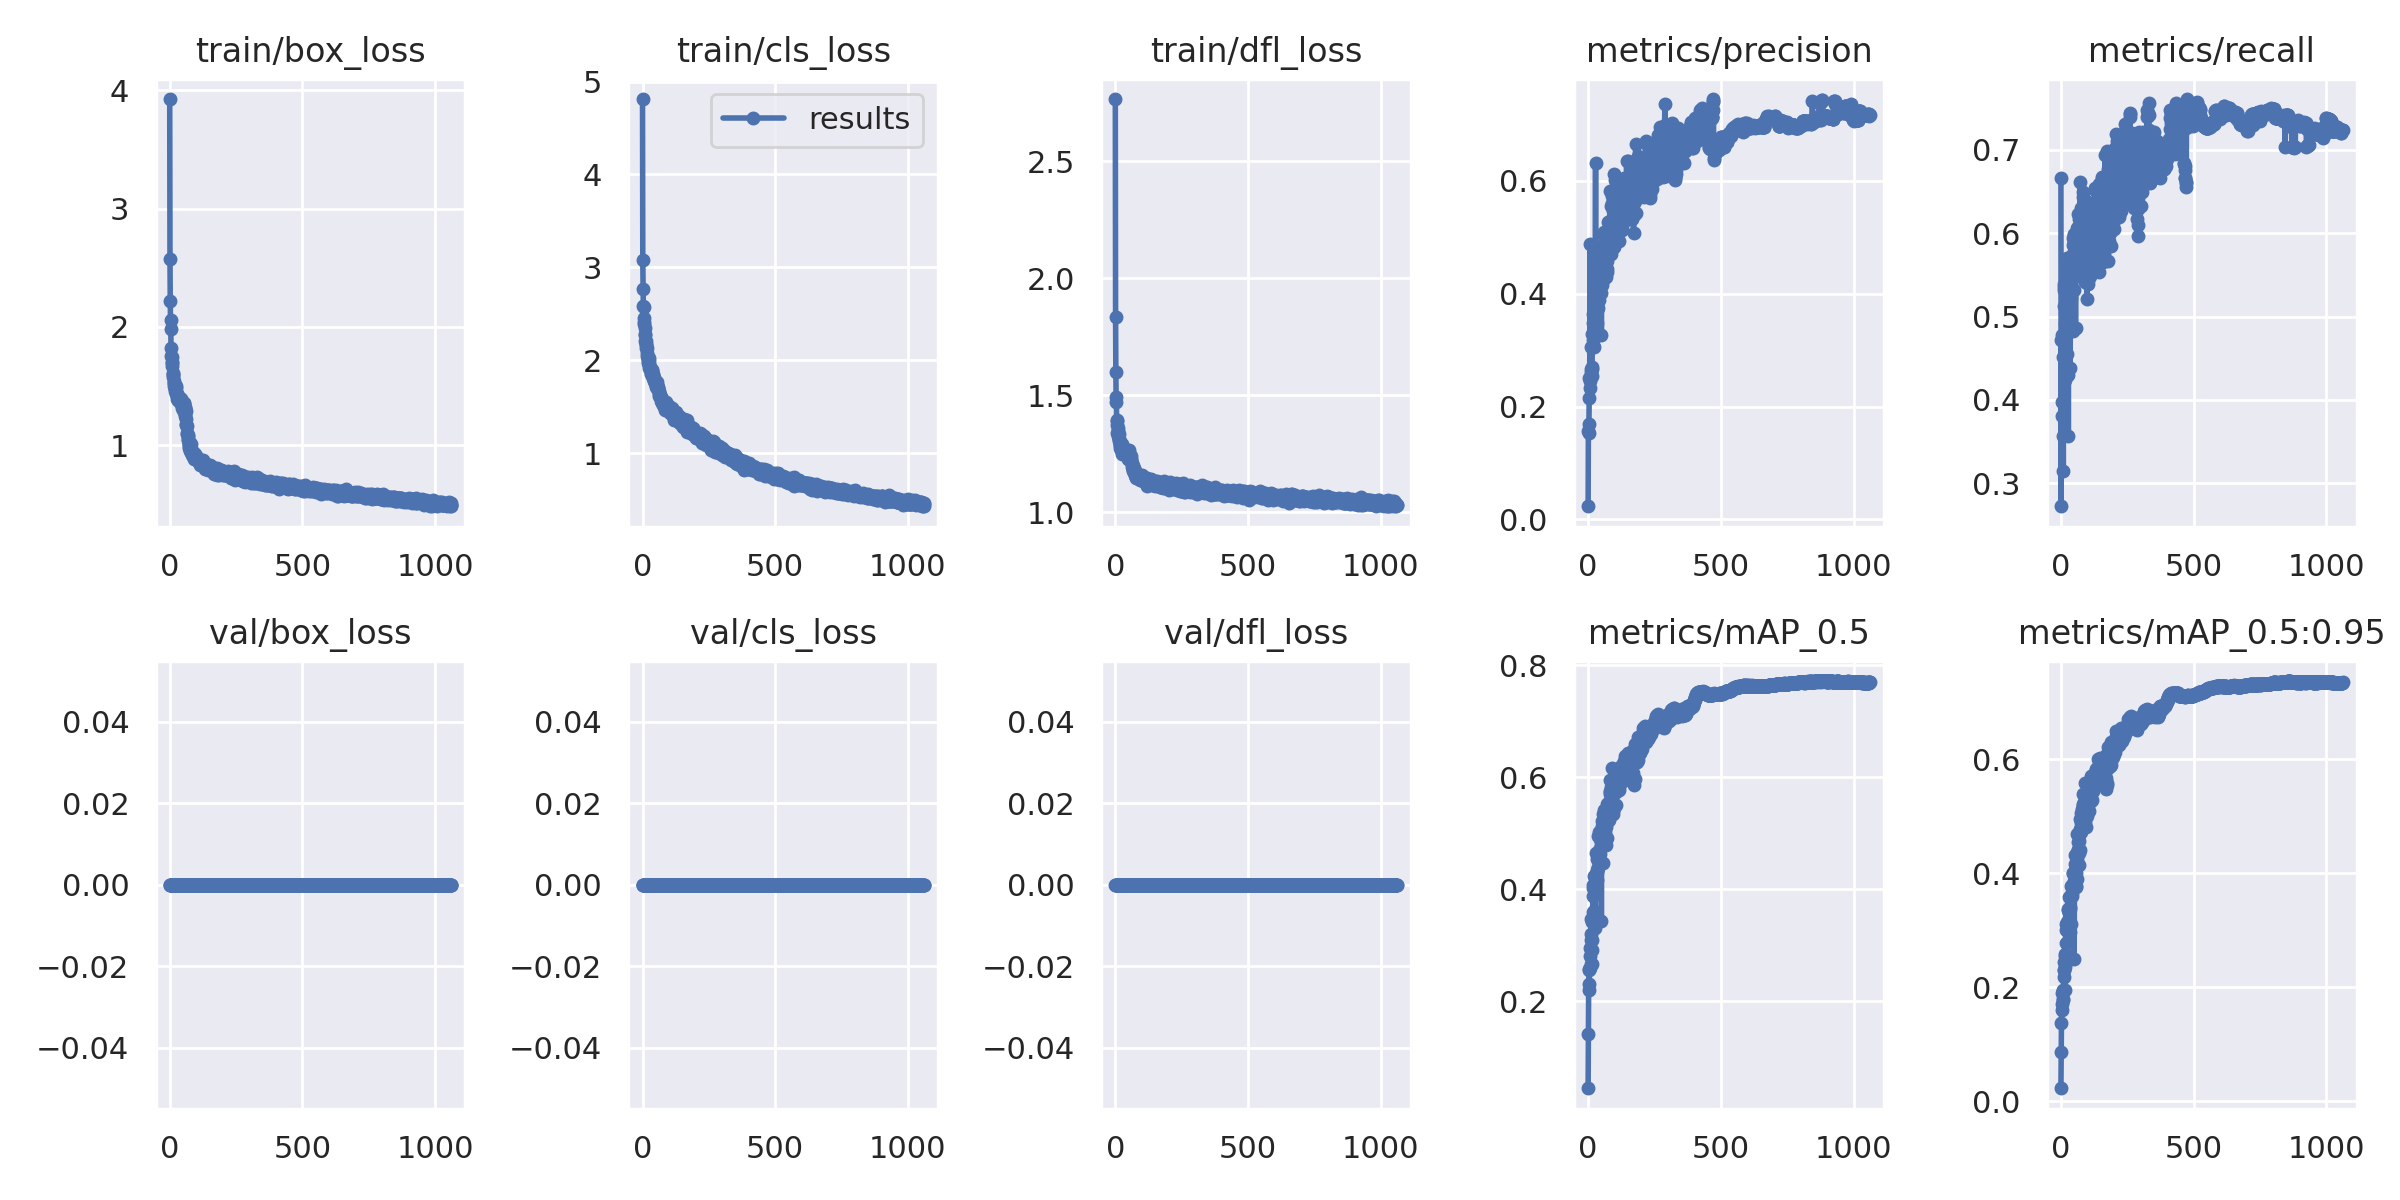 train/box_loss
4
3
2
1
0 500 1000
train/cls_loss
results
5
4
3
2
1
0 500 1000
train/dfl_loss
2.5
2.0
1.5
1.0
0 500 1000
metrics/precision
0.6
0.4
0.2
0.0
0 500 1000
metrics/recall
0.7
0.6
0.5
0.4
0.3
0 500 1000
val/box_loss
0.04
0.02
0.00
−0.02
−0.04
0 500 1000
val/cls_loss
0.04
0.02
0.00
−0.02
−0.04
0 500 1000
val/dfl_loss
0.04
0.02
0.00
−0.02
−0.04
0 500 1000
metrics/mAP_0.5
0.8
0.6
0.4
0.2
0 500 1000
metrics/mAP_0.5:0.95
0.6
0.4
0.2
0.0
0 500 1000